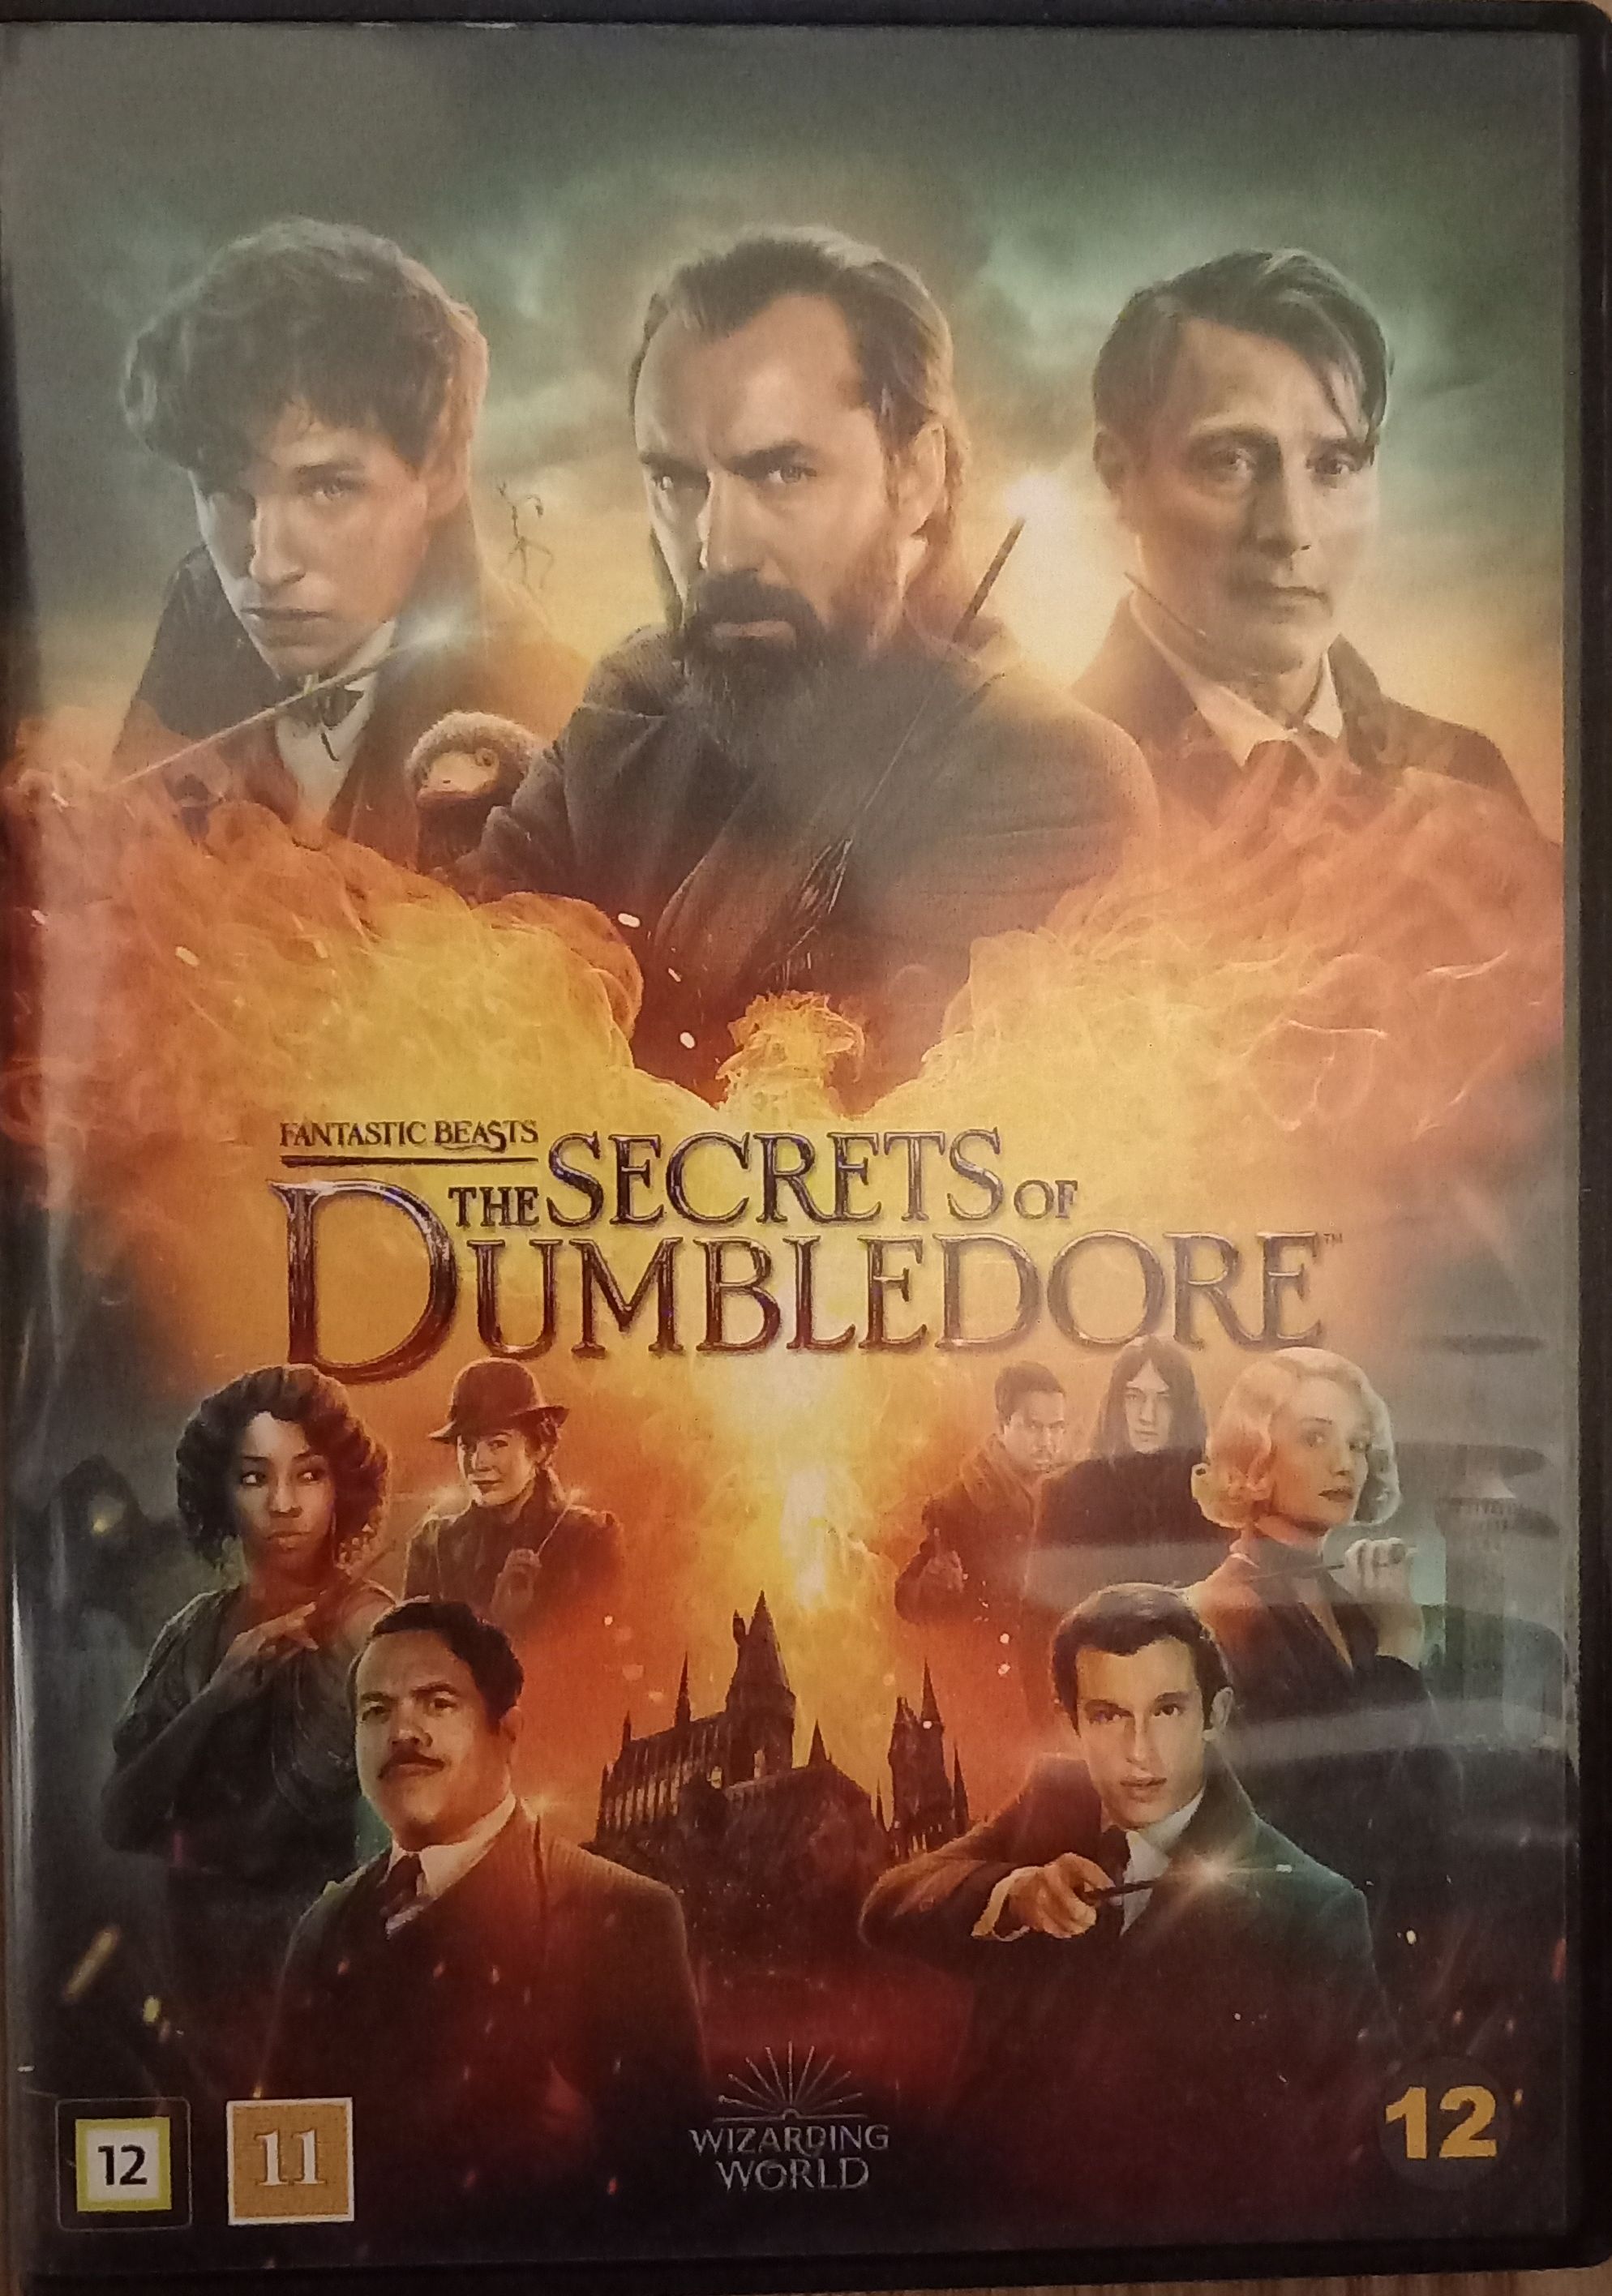 FANTASTIC BEASTS
THE SECRETS OF
DUMBLEDORE™
12
11
WIZARDING
WORLD
12